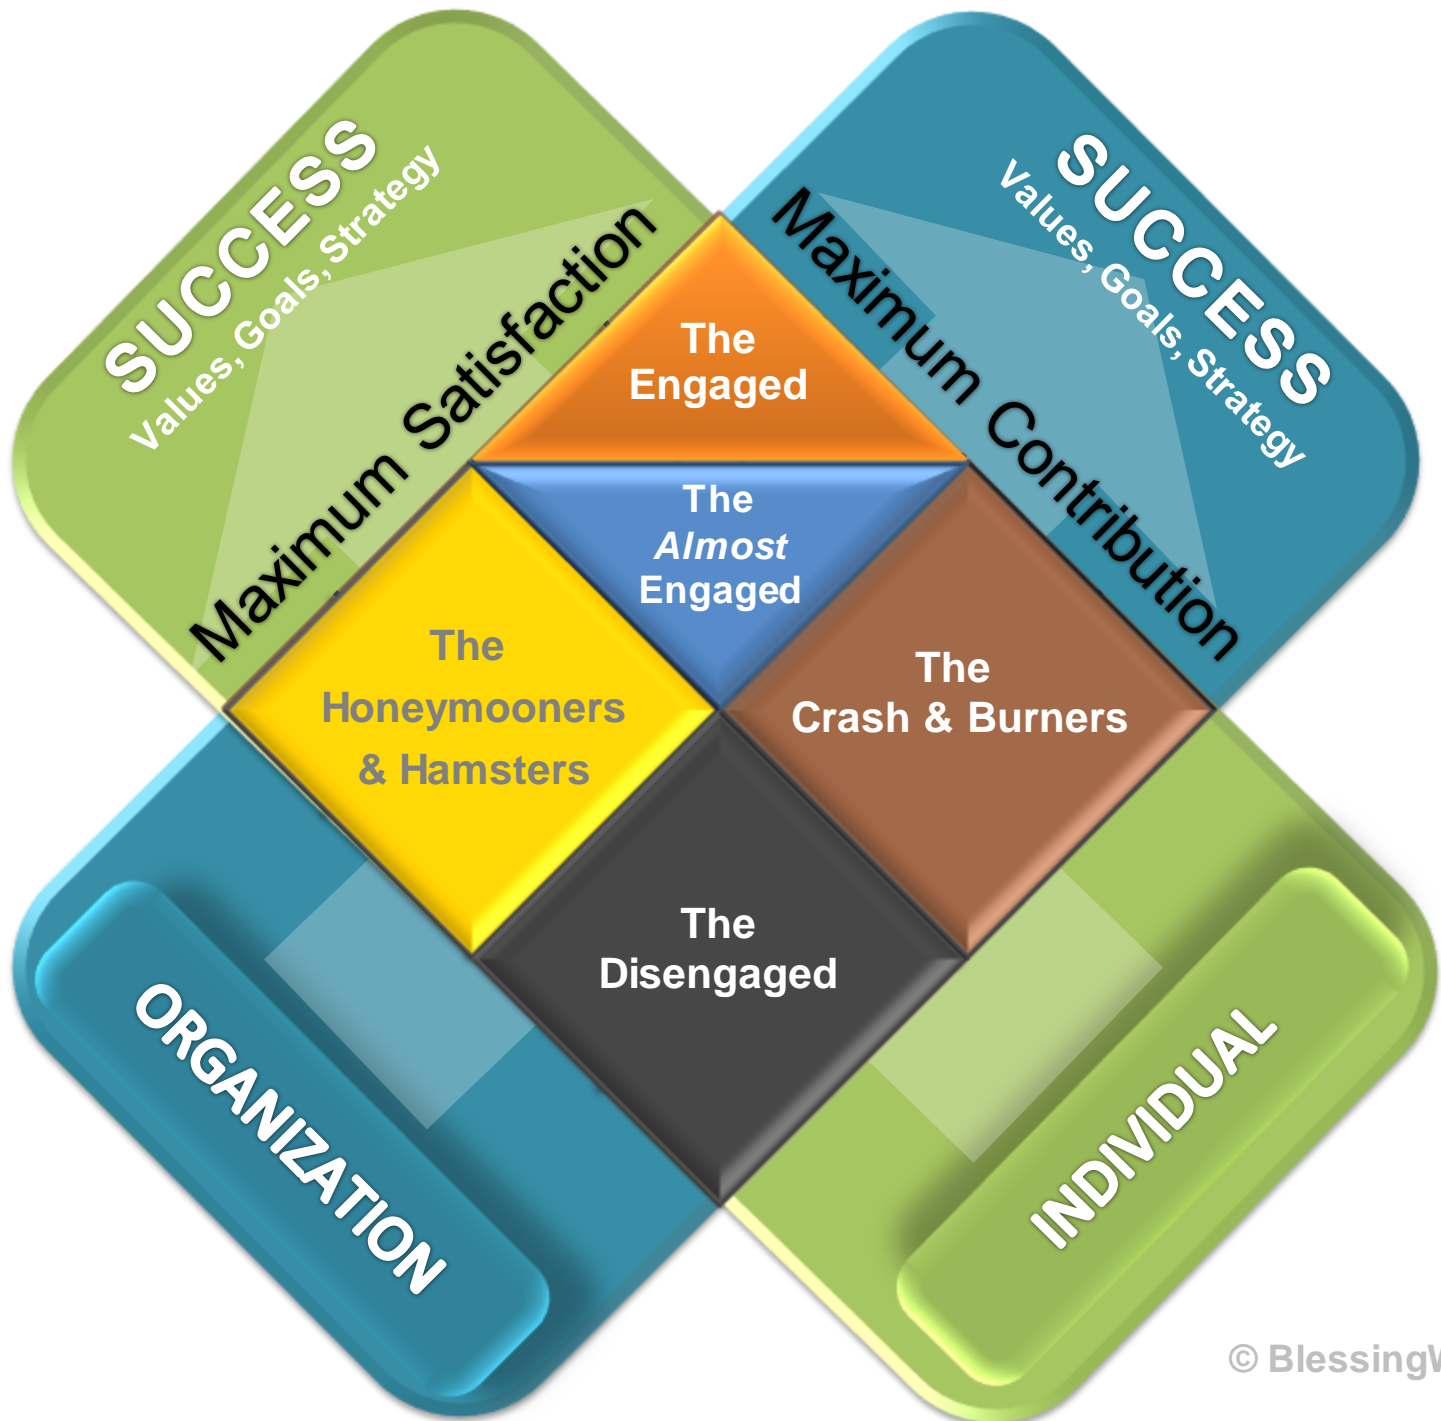 SUCCESS
Values, Goals, Strategy
Maximum Satisfaction
SUCCESS
Values, Goals, Strategy
Maximum Contribution
The
Engaged
The
Almost
Engaged
The
Honeymooners
& Hamsters
The
Crash & Burners
The
Disengaged
ORGANIZATION
INDIVIDUAL
© Blessing